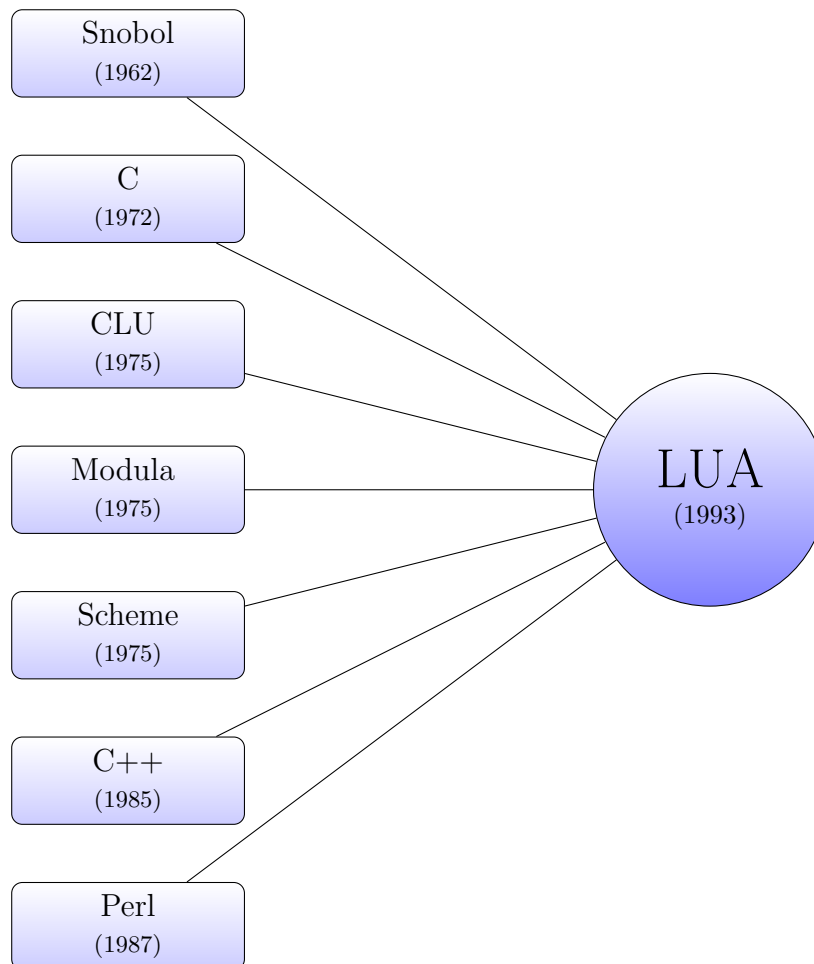 Snobol
(1962)
C
(1972)
CLU
(1975)
Modula
(1975)
Scheme
(1975)
C++
(1985)
Perl
(1987)
LUA
(1993)